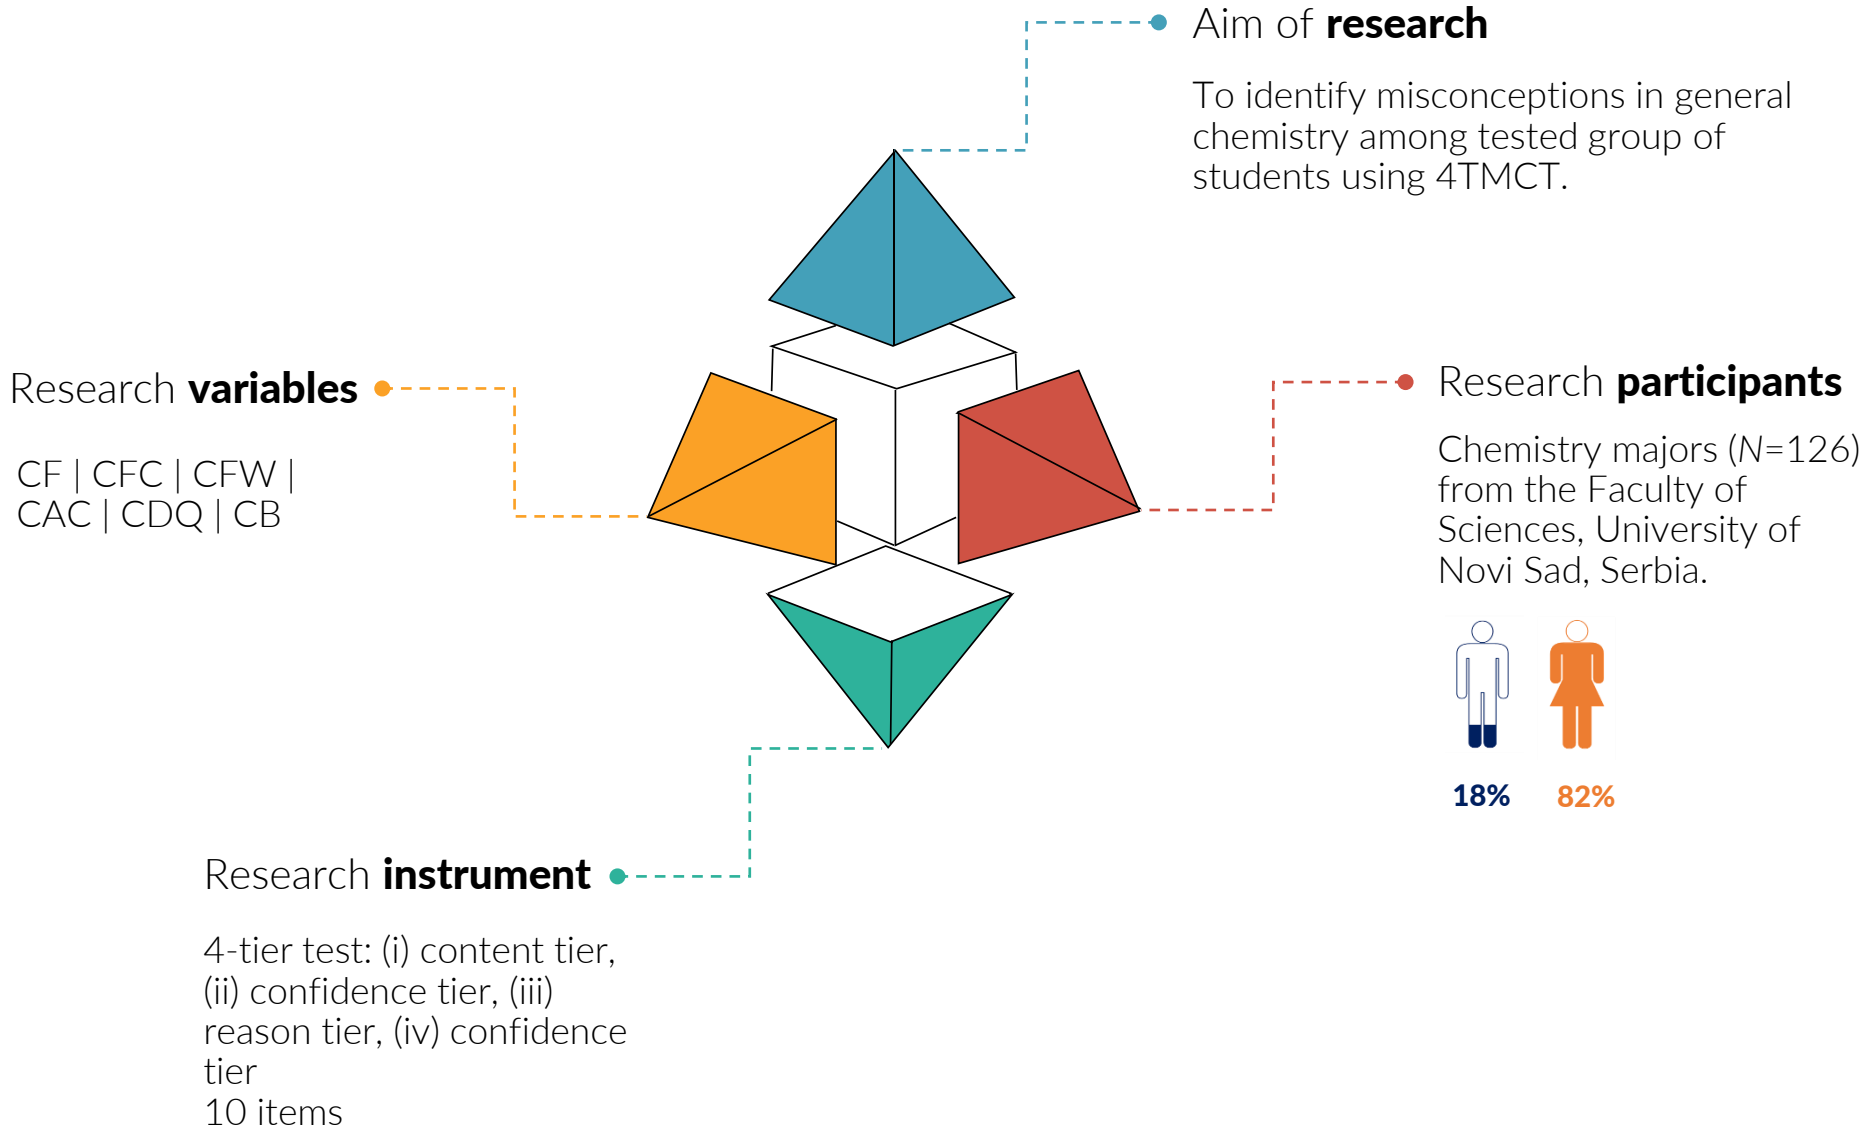 Aim of research
To identify misconceptions in general
chemistry among tested group of
students using 4TMCT.
Research variables
CF | CFC | CFW |
CAC | CDQ | CB
Research participants
Chemistry majors (N=126)
from the Faculty of
Sciences, University of
Novi Sad, Serbia.
18% 82%
Research instrument
4-tier test: (i) content tier,
(ii) confidence tier, (iii)
reason tier, (iv) confidence
tier
10 items